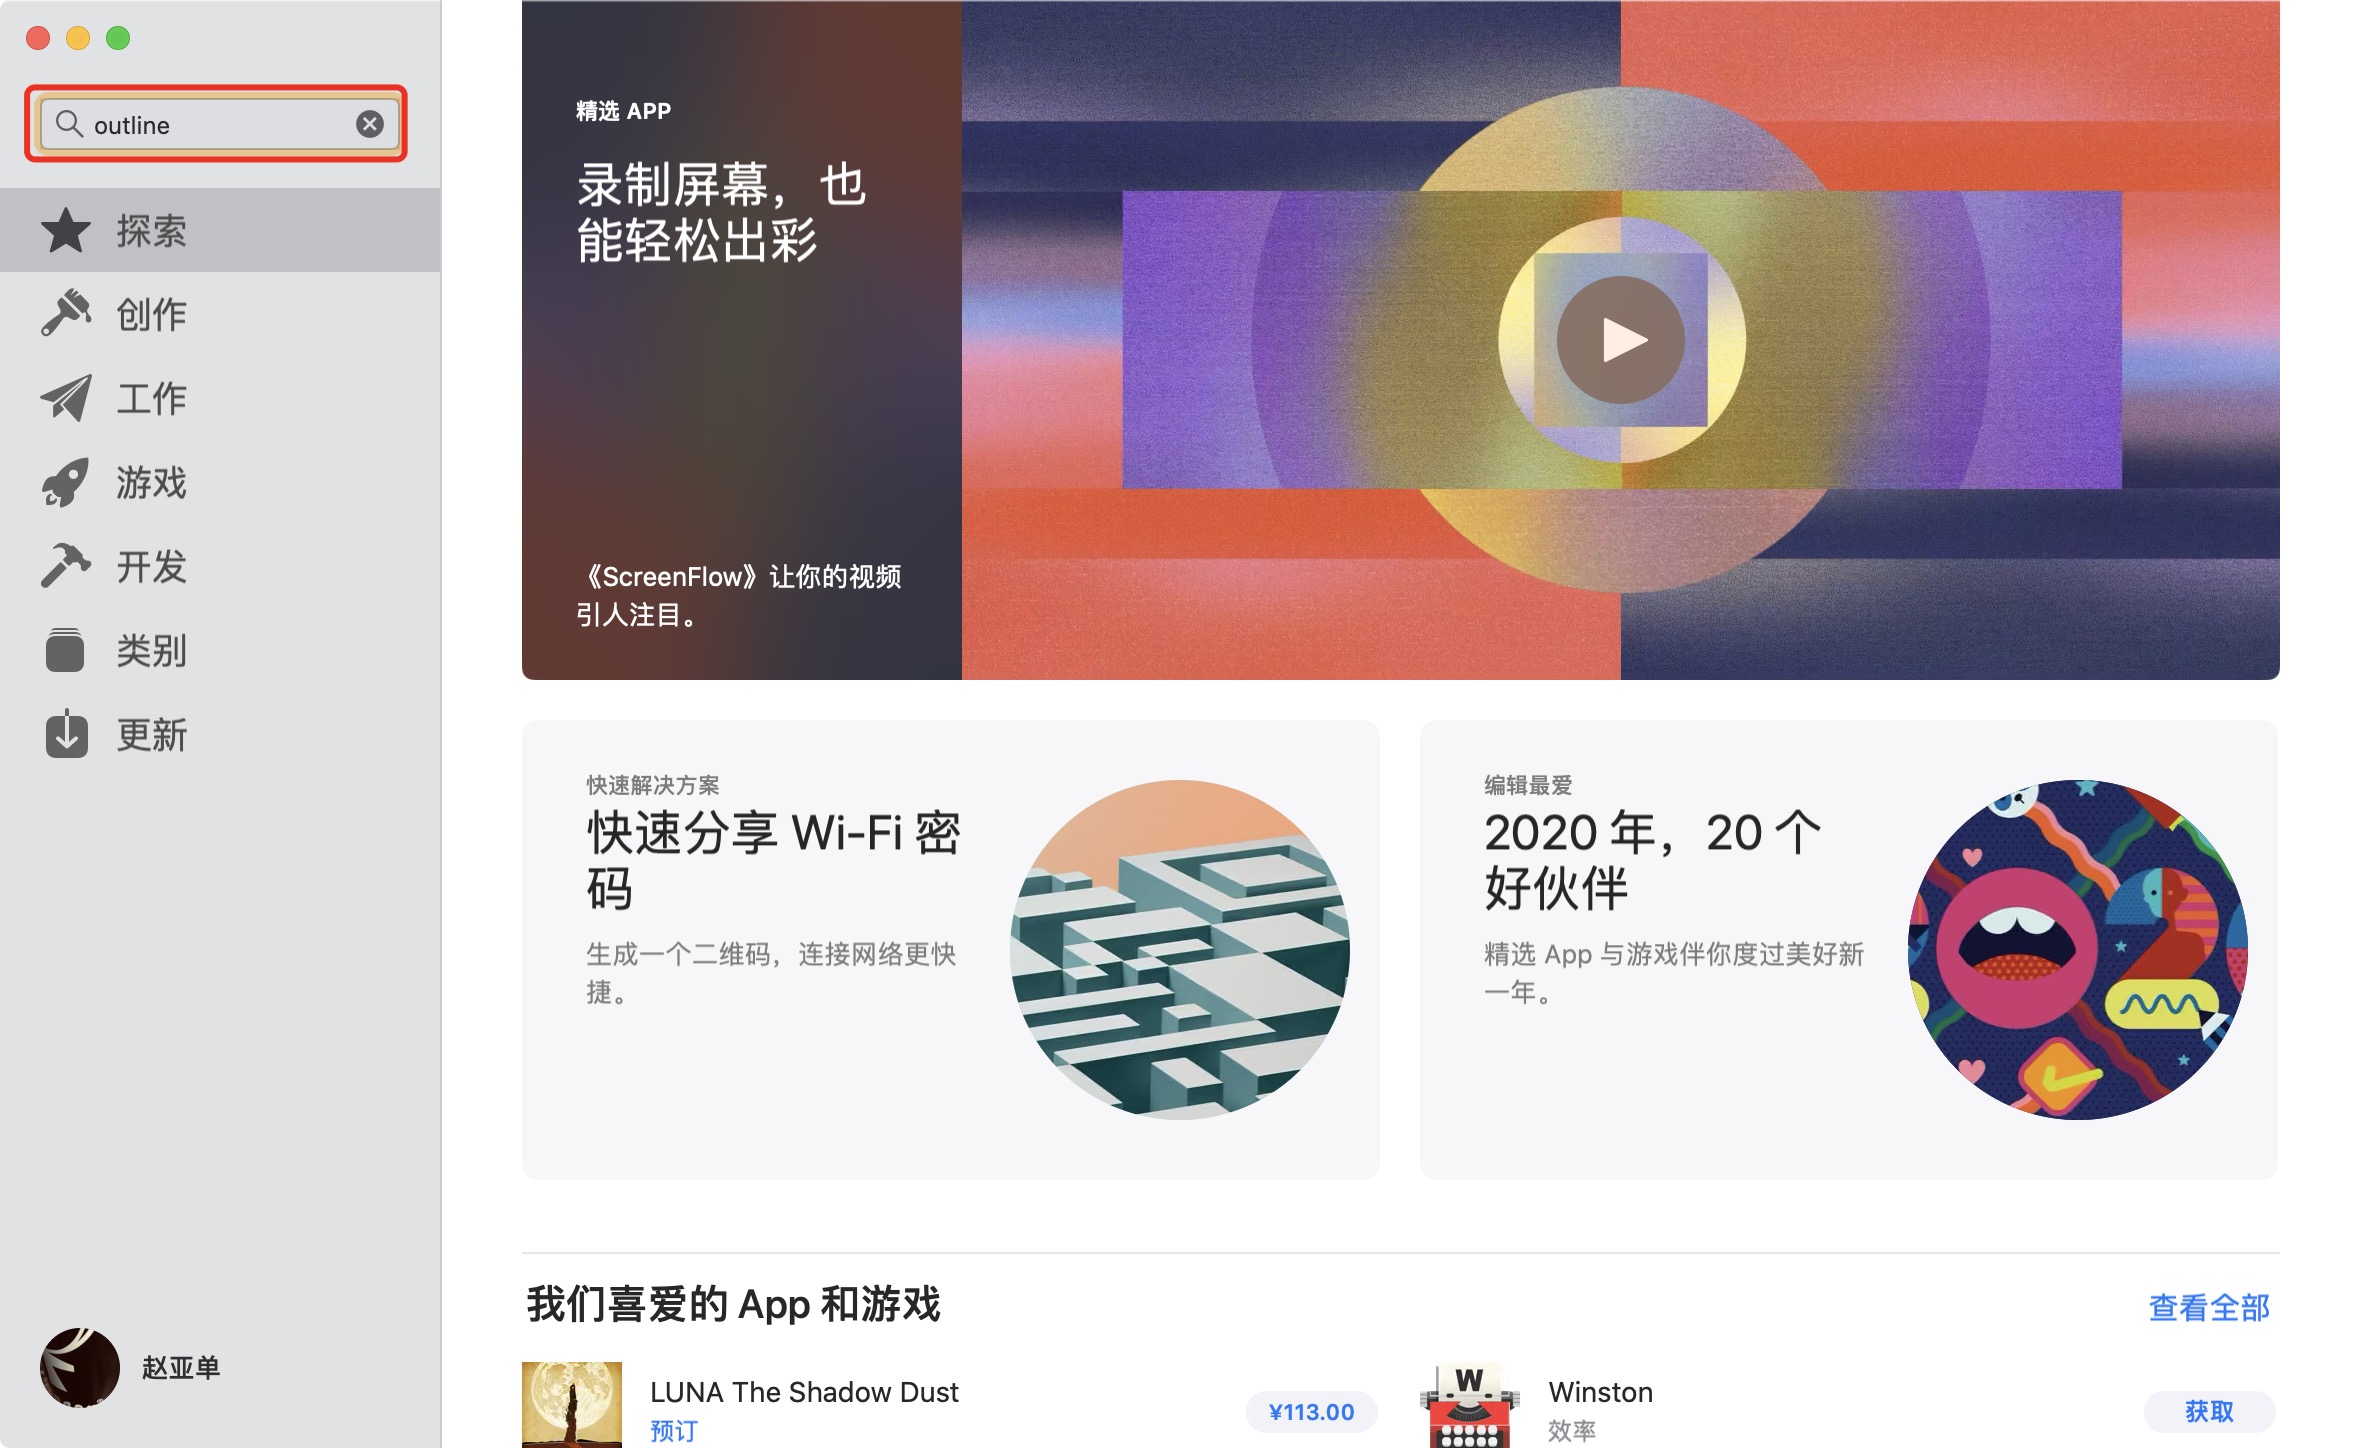 outline
探索
创作
工作
游戏
开发
类别
更新
赵亚单
精选 APP
录制屏幕，也
能轻松出彩
《ScreenFlow》让你的视频
引人注目。
快速解决方案
快速分享 Wi-Fi 密
码
生成一个二维码，连接网络更快
捷。
编辑最爱
2020 年，20 个
好伙伴
精选 App 与游戏伴你度过美好新
一年。
我们喜爱的 App 和游戏
查看全部
LUNA The Shadow Dust
预订
¥113.00
W
Winston
效率
获取